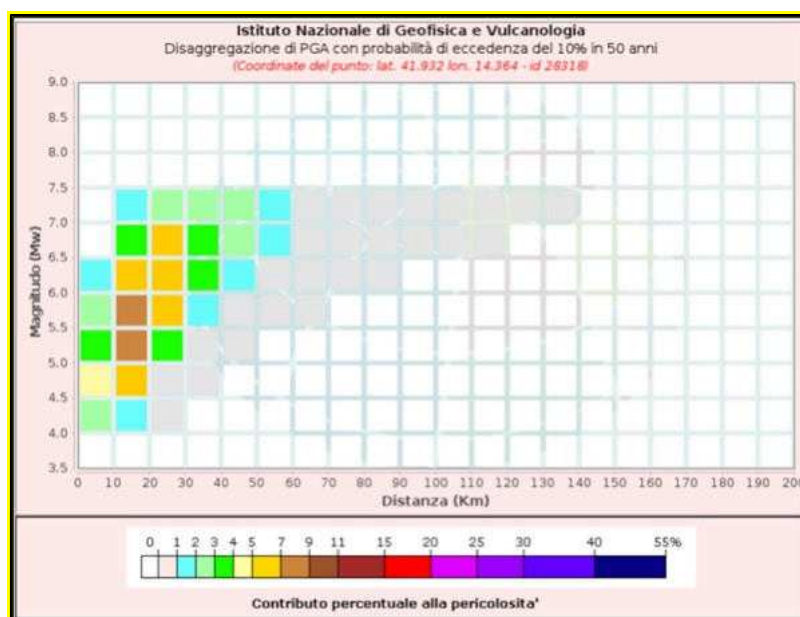 Istituto Nazionale di Geofisica e Vulcanologia
Disaggregazione di PGA con probabilità di eccedenza del 10% in 50 anni
(Coordinate del punto: lat. 41.932 lon. 14.364 - id 28318)
9.0
8.5
8.0
7.5
7.0
6.5
6.0
5.5
5.0
4.5
4.0
3.5
Magnitudo (Mw)
0 10 20 30 40 50 60 70 80 90 100 110 120 130 140 150 160 170 180 190 200
Distanza (Km)
0 1 2 3 4 5 7 9 11 15 20 25 30 40 55%
Contributo percentuale alla pericolosita'